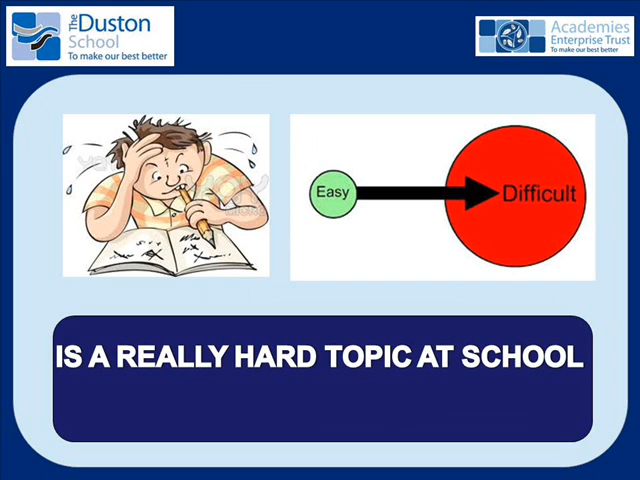 The Duston
School
To make our best better
Academies
Enterprise Trust
To make our best better
Easy
Difficult
IS A REALLY HARD TOPIC AT SCHOOL